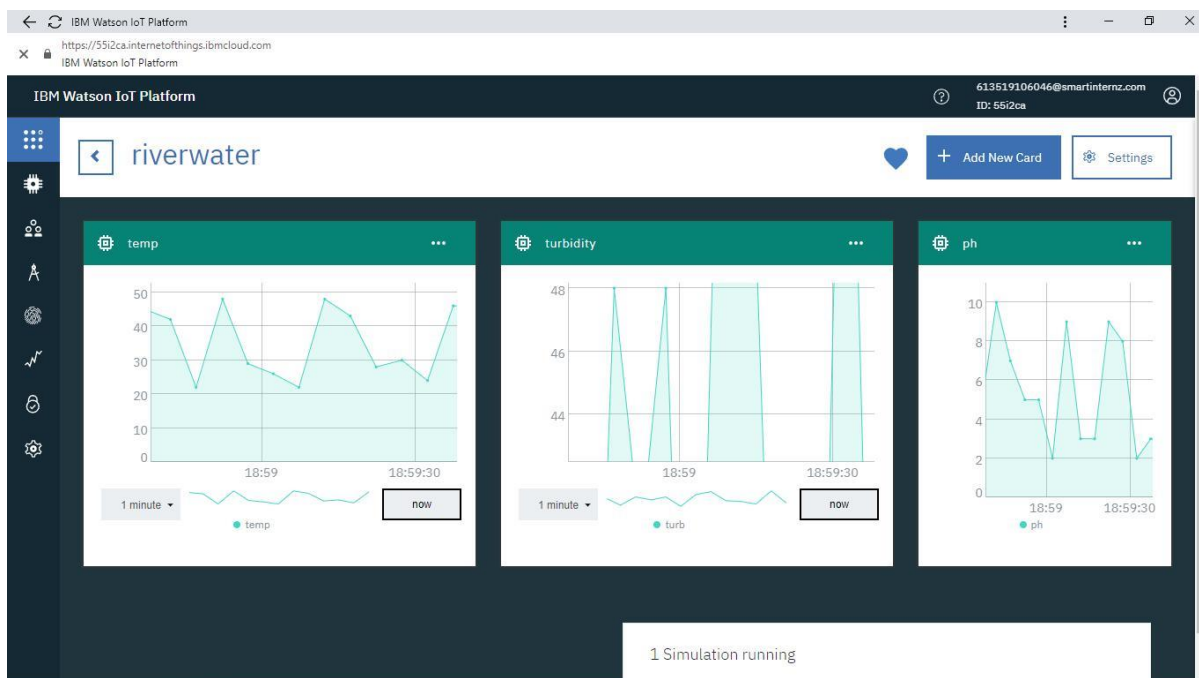 IBM Watson IoT Platform
https://55i2ca.internetofthings.ibmcloud.com
IBM Watson IoT Platform
IBM Watson IoT Platform
613519106046@smartinternz.com
ID: 55i2ca
riverwater
+ Add New Card
Settings
temp
50
40
30
20
10
0
18:59 18:59:30
1 minute
now
temp
turbidity
48
46
44
18:59 18:59:30
1 minute
now
turb
ph
10
8
6
4
2
0
18:59 18:59:30
ph
1 Simulation running